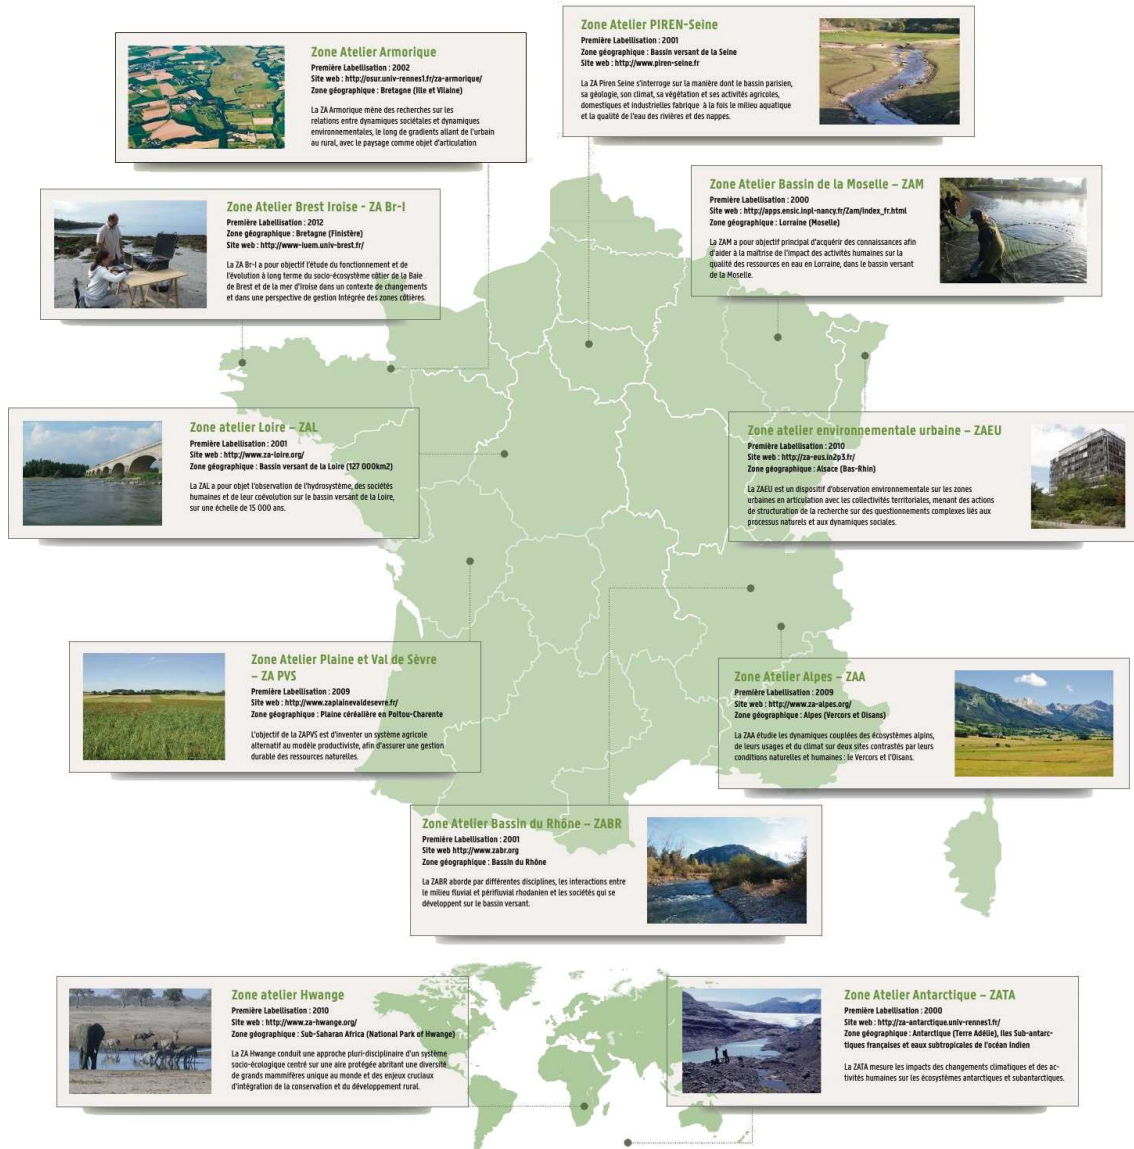 Zone Atelier Armorique
Première Labellisation : 2002
Site web : http://osur.univ-rennes1.fr/za-armorique/
Zone géographique : Bretagne (Ille et Vilaine)
La ZA Armorique mène des recherches sur les
relations entre dynamiques sociétales et dynamiques
environnementales, le long de gradients allant de l'urbain
au rural, avec le paysage comme objet d'articulation
Zone Atelier PIREN-Seine
Première Labellisation : 2001
Zone géographique : Bassin versant de la Seine
Site web : http://www.piren-seine.fr
La ZA Piren Seine s'interroge sur la manière dont le bassin parisien,
sa géologie, son climat, sa végétation et ses activités agricoles,
domestiques et industrielles fabrique à la fois le milieu aquatique
et la qualité de l'eau des rivières et des nappes.
Zone Atelier Brest Iroise - ZA Br-I
Première Labellisation : 2012
Zone géographique : Bretagne (Finistère)
Site web : http://www-iuem.univ-brest.fr/
La ZA Br-I a pour objectif l'étude du fonctionnement et de
l'évolution à long terme du socio-écosystème côtier de la Baie
de Brest et de la mer d'Iroise dans un contexte de changements
et dans une perspective de gestion Intégrée des zones côtières.
Zone Atelier Bassin de la Moselle – ZAM
Première Labellisation : 2000
Site web : http://apps.ensic.inpl-nancy.fr/Zam/index_fr.html
Zone géographique : Lorraine (Moselle)
La ZAM a pour objectif principal d'acquérir des connaissances afin
d'aider à la maîtrise de l'impact des activités humaines sur la
qualité des ressources en eau en Lorraine, dans le bassin versant
de la Moselle.
Zone atelier Loire – ZAL
Première Labellisation : 2001
Site web : http://www.za-loire.org/
Zone géographique : Bassin versant de la Loire (127 000km2)
La ZAL a pour objet l'observation de l'hydrosystème, des sociétés
humaines et de leur coévolution sur le bassin versant de la Loire,
sur une échelle de 15 000 ans.
Zone atelier environnementale urbaine – ZAEU
Première Labellisation : 2010
Site web : http://za-eus.in2p3.fr/
Zone géographique : Alsace (Bas-Rhin)
La ZAEU est un dispositif d'observation environnementale sur les zones
urbaines en articulation avec les collectivités territoriales, menant des actions
de structuration de la recherche sur des questionnements complexes liés aux
processus naturels et aux dynamiques sociales.
Zone Atelier Plaine et Val de Sèvre
– ZA PVS
Première Labellisation : 2009
Site web : http://www.zaplainevaldesevre.fr/
Zone géographique : Plaine céréalière en Poitou-Charente
L'objectif de la ZAPVS est d'inventer un système agricole
alternatif au modèle productiviste, afin d'assurer une gestion
durable des ressources naturelles.
Zone Atelier Alpes – ZAA
Première Labellisation : 2009
Site web : http://www.za-alpes.org/
Zone géographique : Alpes (Vercors et Oisans)
La ZAA étudie les dynamiques couplées des écosystèmes alpins,
de leurs usages et du climat sur deux sites contrastés par leurs
conditions naturelles et humaines : le Vercors et l'Oisans.
Zone Atelier Bassin du Rhône – ZABR
Première Labellisation : 2001
Site web http://www.zabr.org
Zone géographique : Bassin du Rhône
La ZABR aborde par différentes disciplines, les interactions entre
le milieu fluvial et périfluvial rhodanien et les sociétés qui se
développent sur le bassin versant.
Zone atelier Hwange
Première Labellisation : 2010
Site web : http://www.za-hwange.org/
Zone géographique : Sub-Saharan Africa (National Park of Hwange)
La ZA Hwange conduit une approche pluri-disciplinaire d'un système
socio-écologique centré sur une aire protégée abritant une diversité
de grands mammifères unique au monde et des enjeux cruciaux
d'intégration de la conservation et du développement rural.
Zone Atelier Antarctique – ZATA
Première Labellisation : 2000
Site web : http://za-antarctique.univ-rennes1.fr/
Zone géographique : Antarctique (Terre Adélie), Iles Sub-antarc-
tiques françaises et eaux subtropicales de l'océan Indien
La ZATA mesure les impacts des changements climatiques et des ac-
tivités humaines sur les écosystèmes antarctiques et subantarctiques.